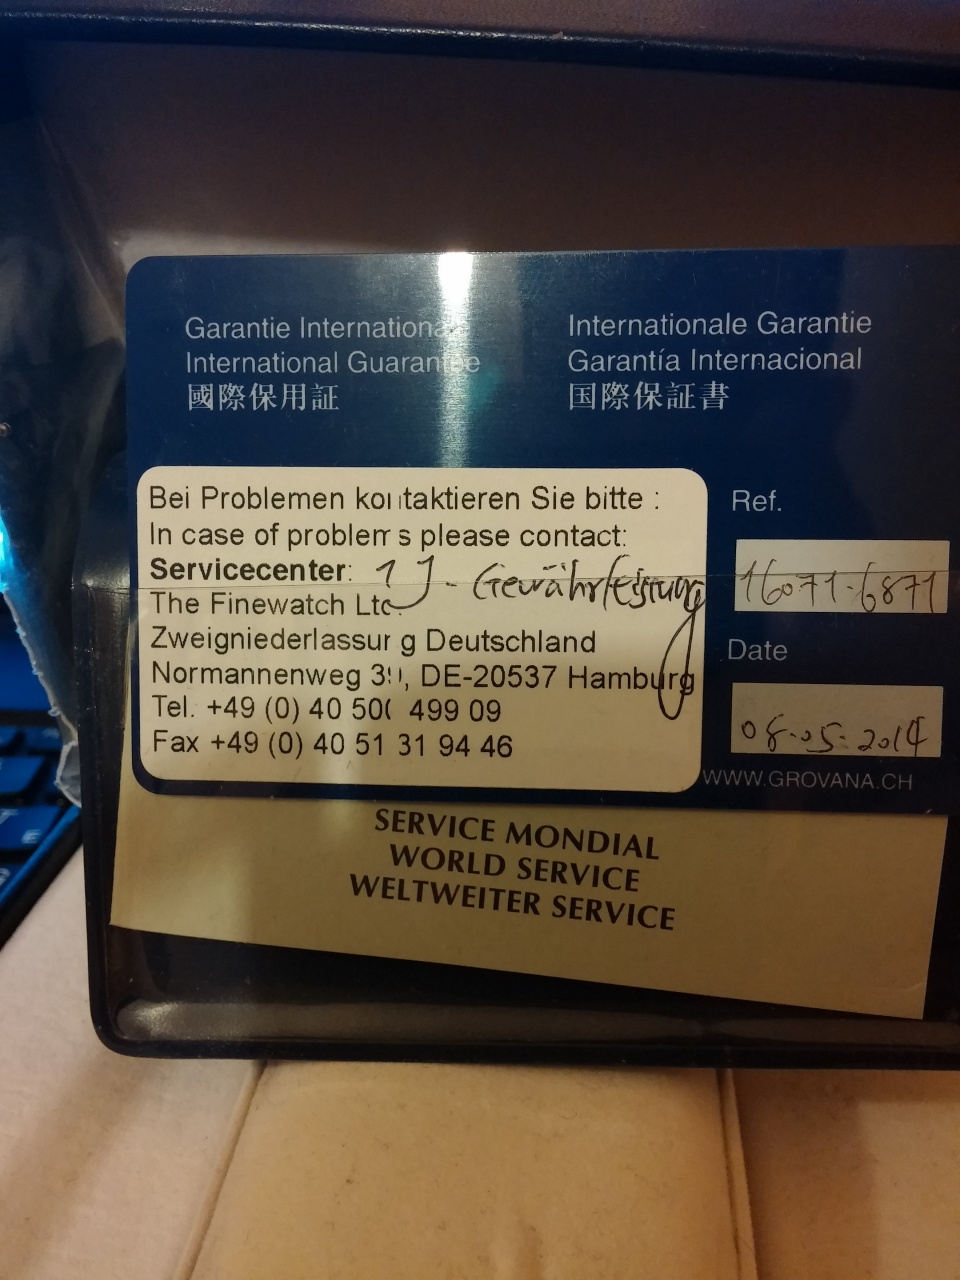 Garantie Internationale
International Guarantee
國際保用証
Internationale Garantie
Garantía Internacional
国際保証書
Bei Problemen kontaktieren Sie bitte :
In case of problems please contact:
Servicecenter: 1 J - Gewährleistung
The Finewatch Ltd
Zweigniederlassung Deutschland
Normannenweg 39, DE-20537 Hamburg
Tel. +49 (0) 40 500 499 09
Fax +49 (0) 40 51 31 94 46
Ref.
16071-6871
Date
08.05.2014
WWW.GROVANA.CH
SERVICE MONDIAL
WORLD SERVICE
WELTWEITER SERVICE